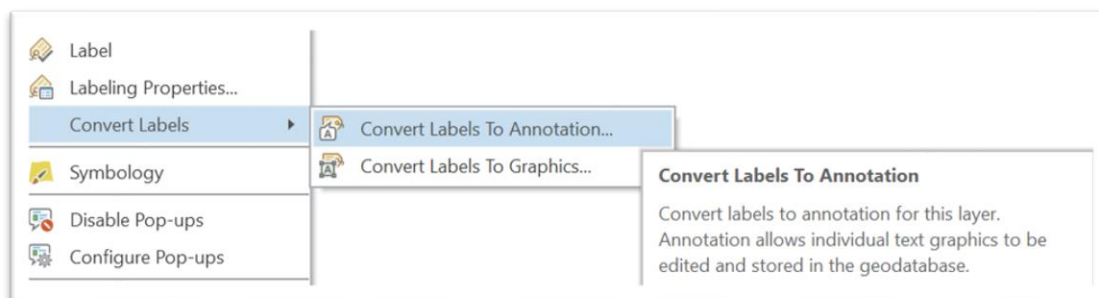 Label
Labeling Properties...
Convert Labels
Convert Labels To Annotation...
Convert Labels To Graphics...
Symbology
Disable Pop-ups
Configure Pop-ups
Convert Labels To Annotation
Convert labels to annotation for this layer.
Annotation allows individual text graphics to be
edited and stored in the geodatabase.